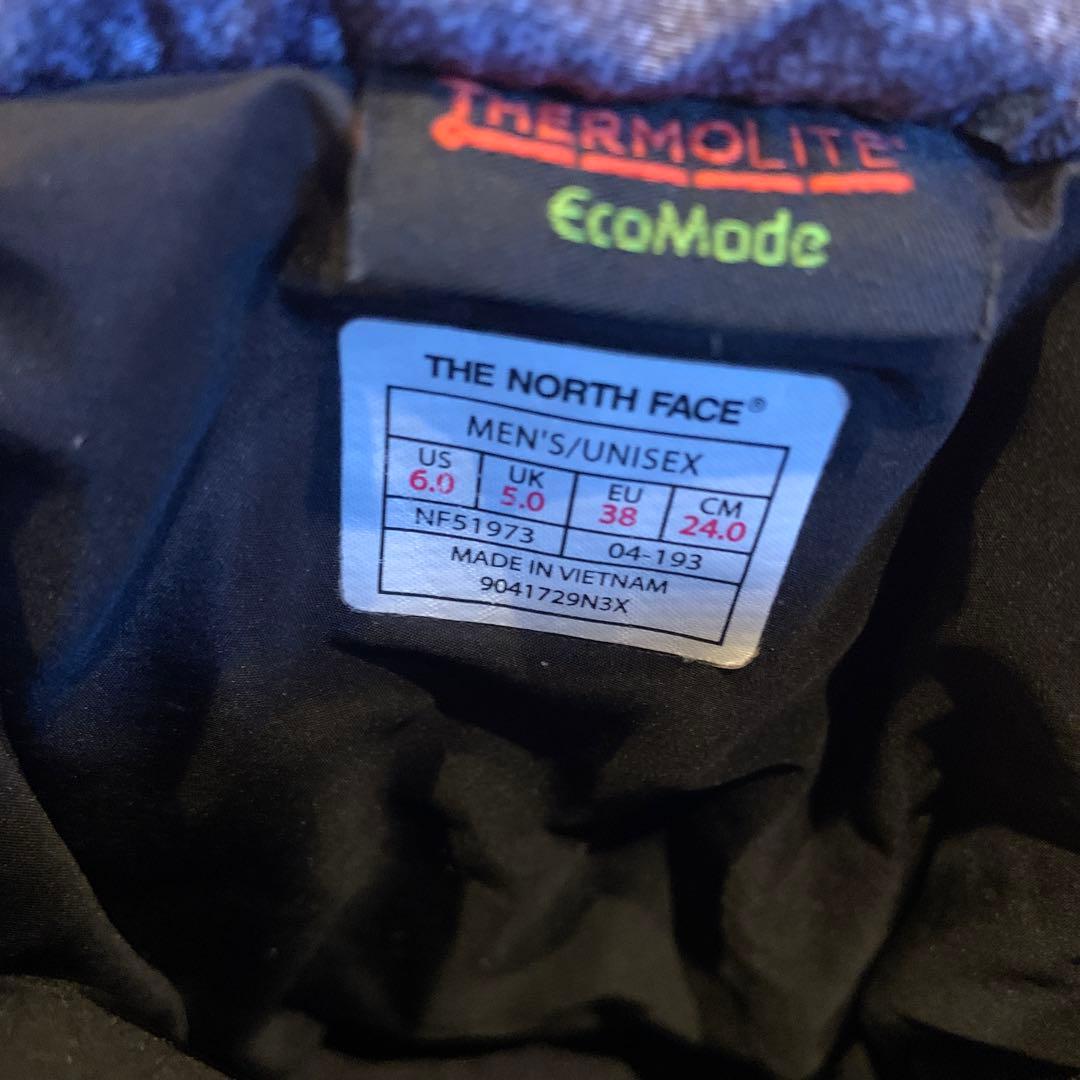 THERMOLITE
EcoMode
THE NORTH FACE®
MEN'S/UNISEX
US UK EU CM
6.0 5.0 38 24.0
NF51973 04-193
MADE IN VIETNAM
9041729N3X